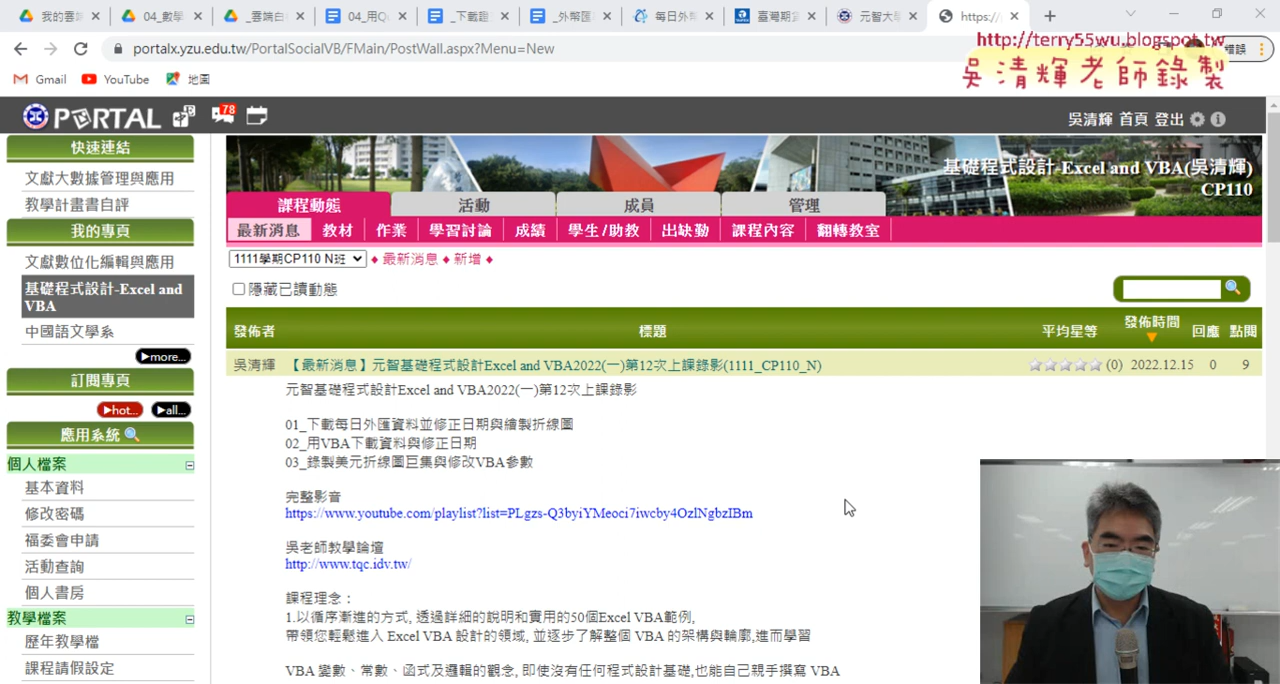 我的雲 04_數學 _雲端白 04_用Q _下載趨 _外幣匯 每日外 臺灣期 元智大 https://
portalx.yzu.edu.tw/PortalSocialVB/FMain/PostWall.aspx?Menu=New
http://terry55wu.blogspot.tw
吳清輝老師錄製
Gmail YouTube 地圖
PORTAL 78 吳清輝 首頁 登出
快速連結
文獻大數據管理與應用
教學計畫書自評
我的專頁
文獻數位化編輯與應用
基礎程式設計-Excel and
VBA
中國語文學系
▶more...
訂閱專頁
▶hot... ▶all...
應用系統
個人檔案
基本資料
修改密碼
福委會申請
活動查詢
個人書房
教學檔案
歷年教學檔
課程請假設定
基礎程式設計-Excel and VBA(吳清輝)
CP110
課程動態 活動 成員 管理
最新消息 教材 作業 學習討論 成績 學生/助教 出缺勤 課程內容 翻轉教室
1111學期CP110 N班 ♦ 最新消息 ♦ 新增 ♦
隱藏已讀動態
發佈者 標題 平均星等 發佈時間 回應 點閱
吳清輝 【最新消息】元智基礎程式設計Excel and VBA2022(一)第12次上課錄影(1111_CP110_N) (0) 2022.12.15 0 9
元智基礎程式設計Excel and VBA2022(一)第12次上課錄影
01_下載每日外匯資料並修正日期與繪製折線圖
02_用VBA下載資料與修正日期
03_錄製美元折線圖巨集與修改VBA參數
完整影音
https://www.youtube.com/playlist?list=PLgzs-Q3byiYMeoci7iwcby4OzlNgbzIBm
吳老師教學論壇
http://www.tqc.idv.tw/
課程理念：
1.以循序漸進的方式, 透過詳細的說明和實用的50個Excel VBA範例,
帶領您輕鬆進入 Excel VBA 設計的領域, 並逐步了解整個 VBA 的架構與輪廓,進而學習
VBA 變數、常數、函式及邏輯的觀念, 即使沒有任何程式設計基礎,也能自己親手撰寫 VBA